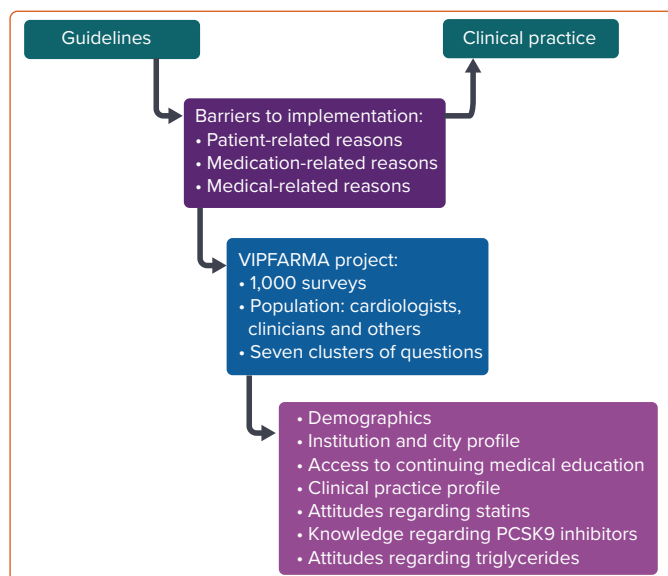 Guidelines
Clinical practice
Barriers to implementation:
• Patient-related reasons
• Medication-related reasons
• Medical-related reasons
VIPFARMA project:
• 1,000 surveys
• Population: cardiologists,
clinicians and others
• Seven clusters of questions
• Demographics
• Institution and city profile
• Access to continuing medical education
• Clinical practice profile
• Attitudes regarding statins
• Knowledge regarding PCSK9 inhibitors
• Attitudes regarding triglycerides